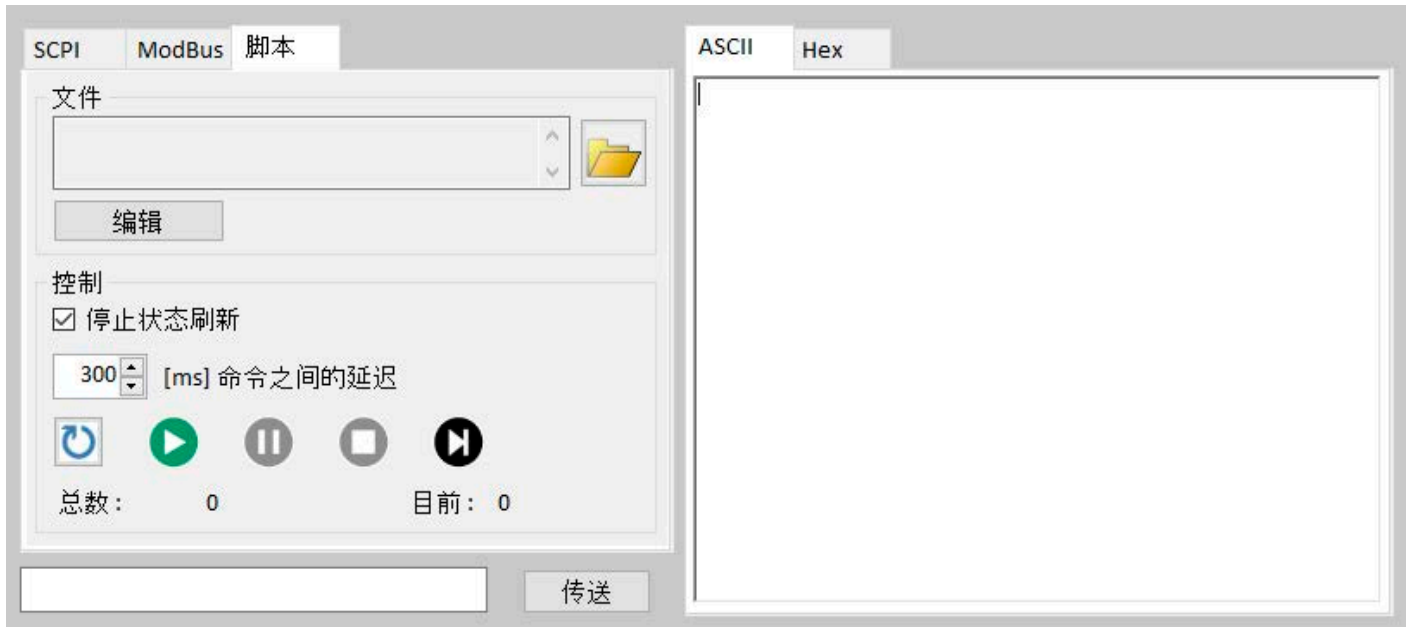 SCPI ModBus 脚本
文件
编辑
控制
停止状态刷新
300 [ms] 命令之间的延迟
总数： 0 目前： 0
传送
ASCII Hex